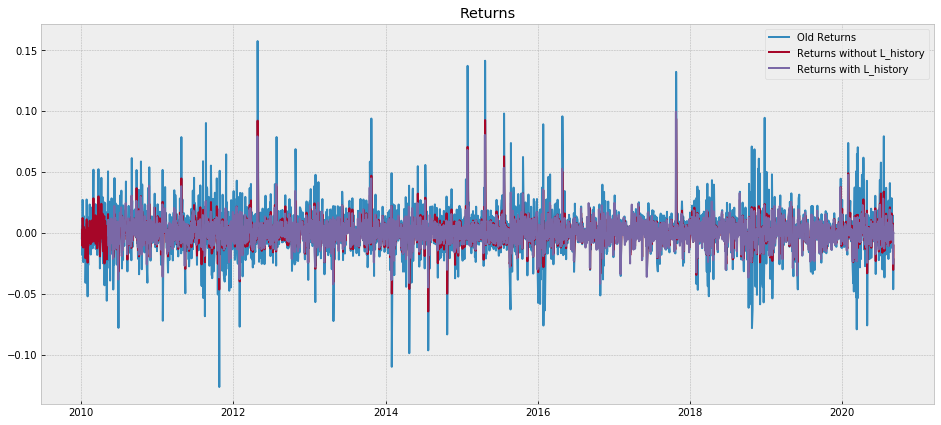 Returns
Old Returns
Returns without L_history
Returns with L_history
0.15
0.10
0.05
0.00
−0.05
−0.10
2010 2012 2014 2016 2018 2020